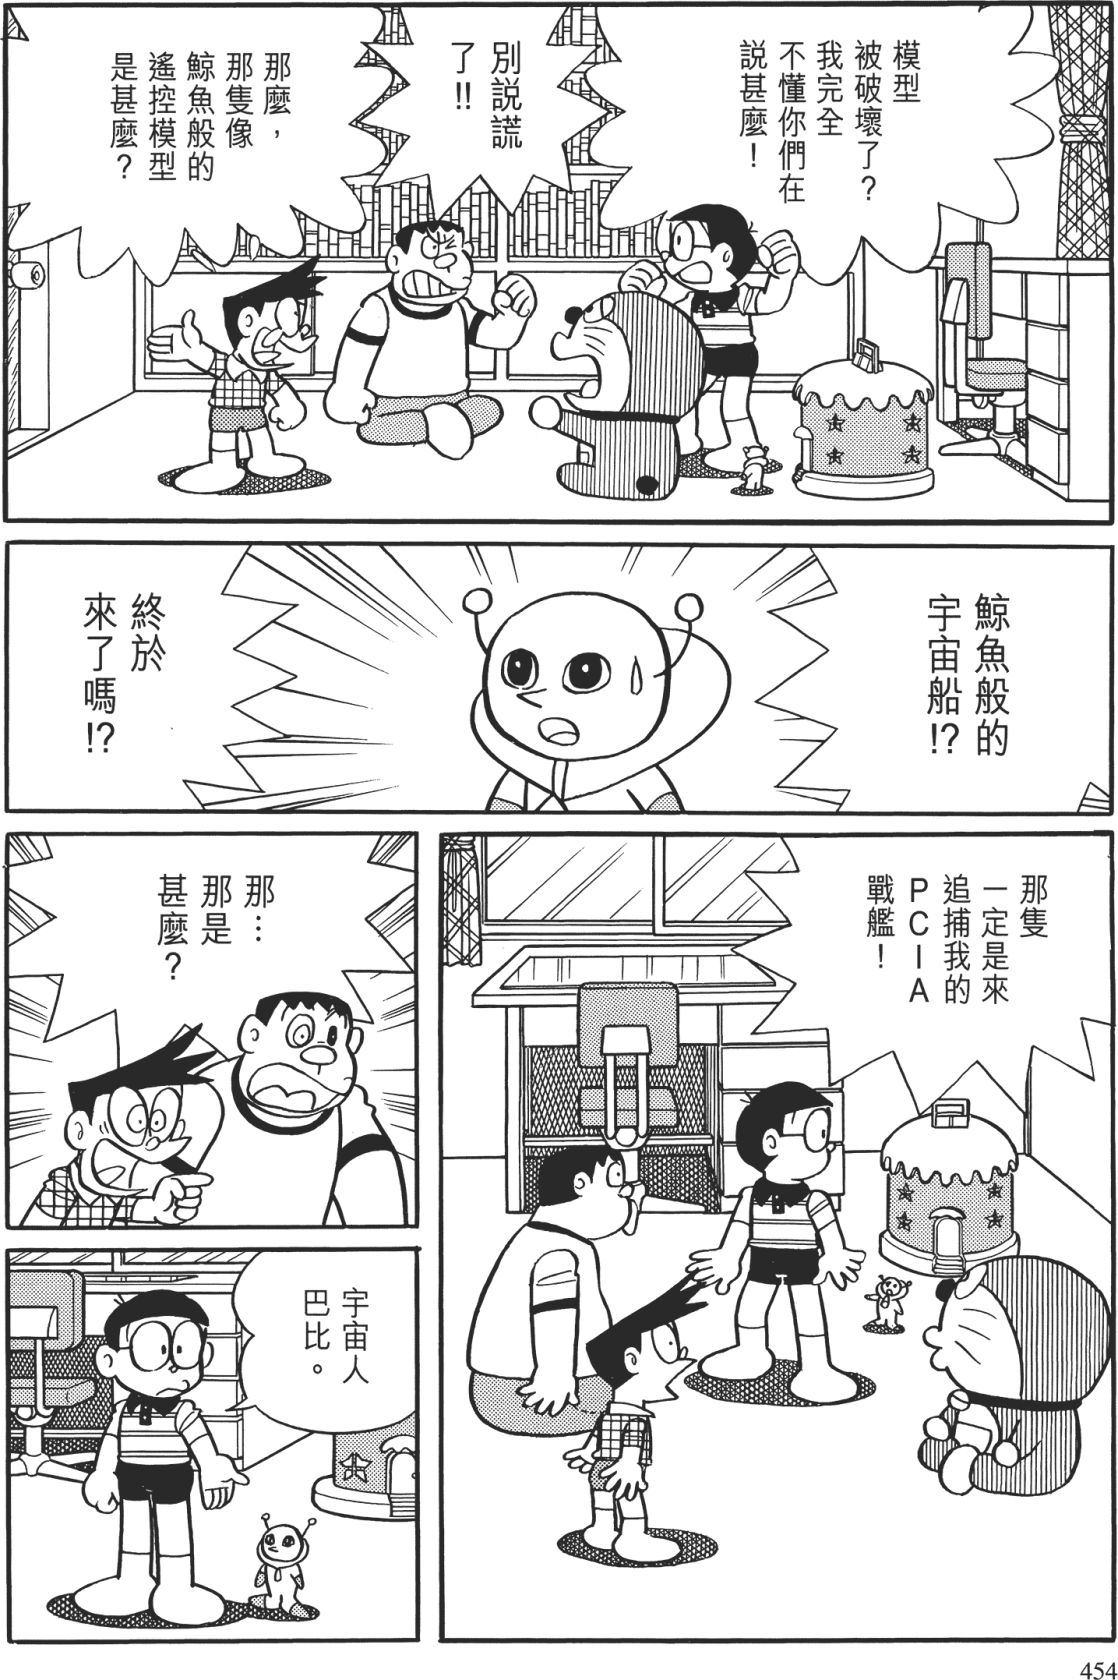 模型
被破壞了？
我完全
不懂你們在
説甚麼！
別説謊
了!!
那麼，
那隻像
鯨魚般的
遙控模型
是甚麼？
鯨魚般的
宇宙船!?
終於
來了嗎!?
那隻
一定是來
追捕我的
PCIA
戰艦！
那…
那是
甚麼？
宇宙人
巴比。
454